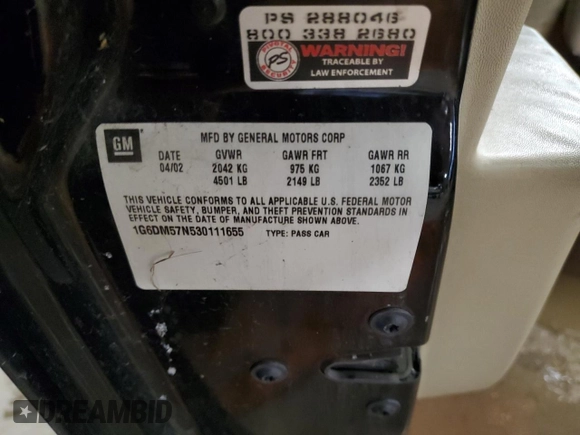 PS 288046
800 338 2680
WARNING!
TRACEABLE BY
LAW ENFORCEMENT
PS
GM
MFD BY GENERAL MOTORS CORP
DATE GVWR GAWR FRT GAWR RR
04/02 2042 KG 975 KG 1067 KG
4501 LB 2149 LB 2352 LB
THIS VEHICLE CONFORMS TO ALL APPLICABLE U.S. FEDERAL MOTOR
VEHICLE SAFETY, BUMPER, AND THEFT PREVENTION STANDARDS IN
EFFECT ON THE DATE OF MANUFACTURE SHOWN ABOVE.
1G6DM57N530111655 TYPE: PASS CAR
DREAMBID